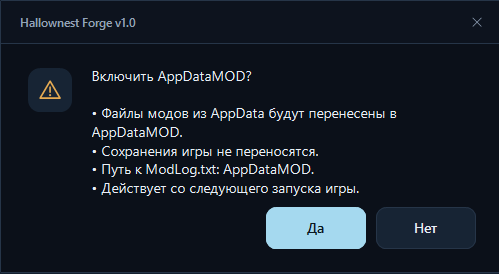 Hallownest Forge v1.0
Включить AppDataMOD?
• Файлы модов из AppData будут перенесены в
AppDataMOD.
• Сохранения игры не переносятся.
• Путь к ModLog.txt: AppDataMOD.
• Действует со следующего запуска игры.
Да Нет